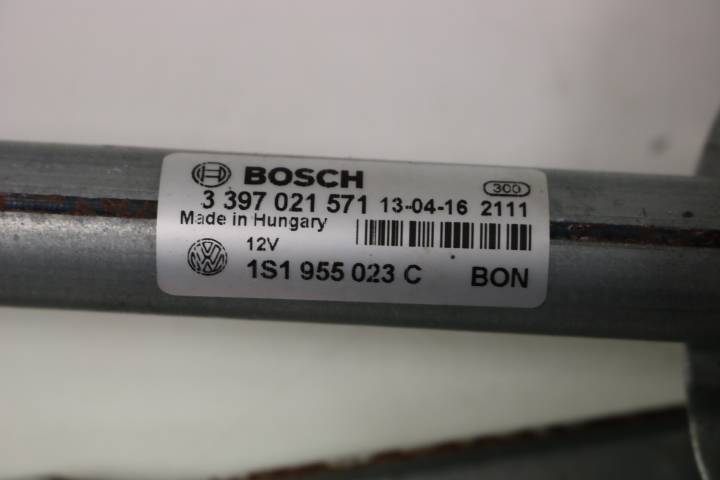 BOSCH
300
3 397 021 571 13-04-16 2111
Made in Hungary
12V
1S1 955 023 C BON